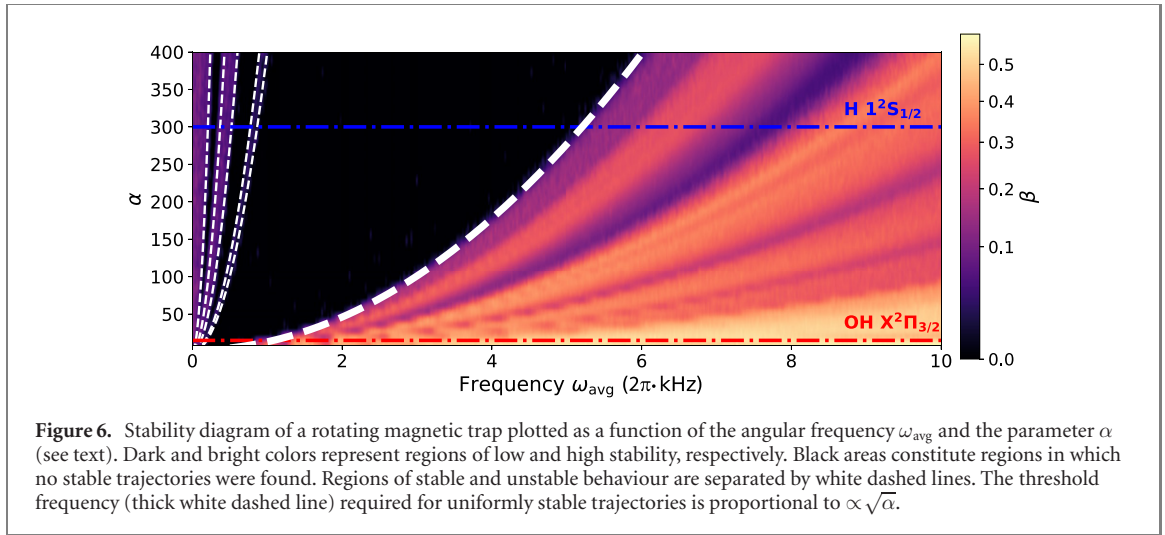 400
350
300
250
200
150
100
50
α
H 1²S₁/₂
OH X²Π₃/₂
0 2 4 6 8 10
Frequency ω_avg (2π·kHz)
0.5
0.4
0.3
0.2
0.1
0.0
β
Figure 6. Stability diagram of a rotating magnetic trap plotted as a function of the angular frequency ω_avg and the parameter α
(see text). Dark and bright colors represent regions of low and high stability, respectively. Black areas constitute regions in which
no stable trajectories were found. Regions of stable and unstable behaviour are separated by white dashed lines. The threshold
frequency (thick white dashed line) required for uniformly stable trajectories is proportional to ∝√α.